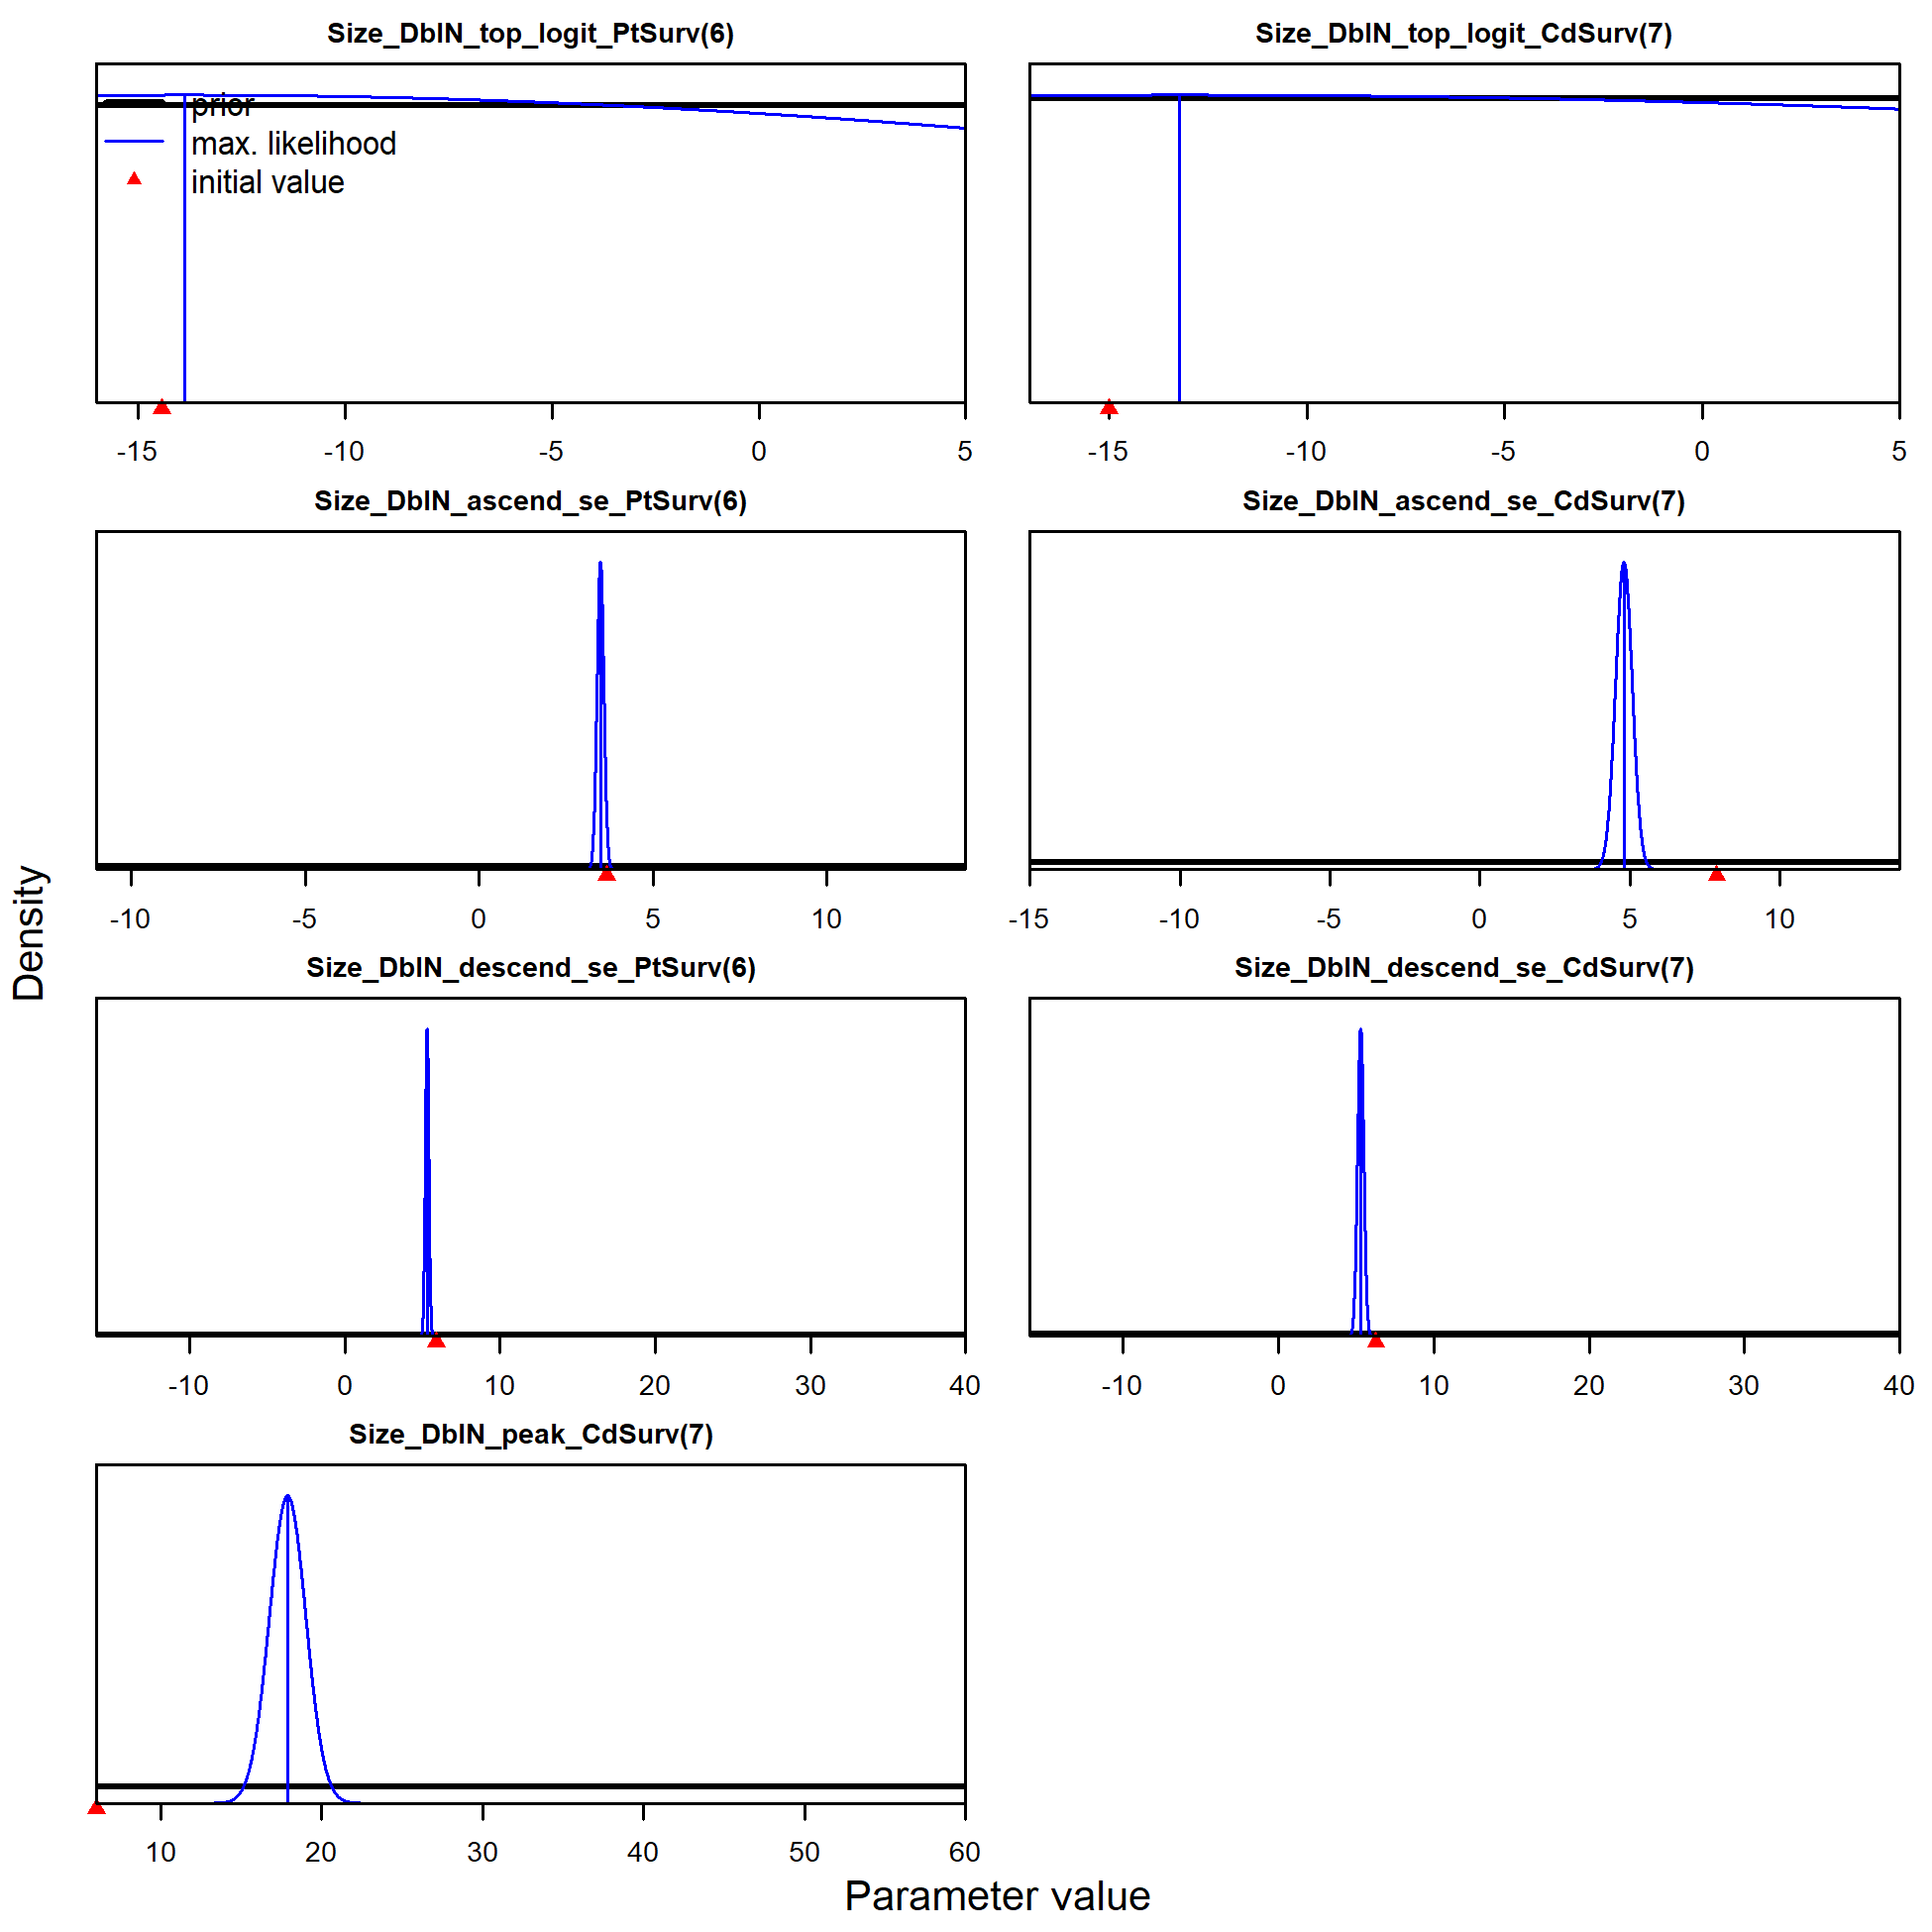 Size_DblN_top_logit_PtSurv(6)
prior
max. likelihood
initial value
-15 -10 -5 0 5
Size_DblN_top_logit_CdSurv(7)
-15 -10 -5 0 5
Size_DblN_ascend_se_PtSurv(6)
-10 -5 0 5 10
Size_DblN_ascend_se_CdSurv(7)
-15 -10 -5 0 5 10
Size_DblN_descend_se_PtSurv(6)
-10 0 10 20 30 40
Size_DblN_descend_se_CdSurv(7)
-10 0 10 20 30 40
Size_DblN_peak_CdSurv(7)
10 20 30 40 50 60
Density
Parameter value